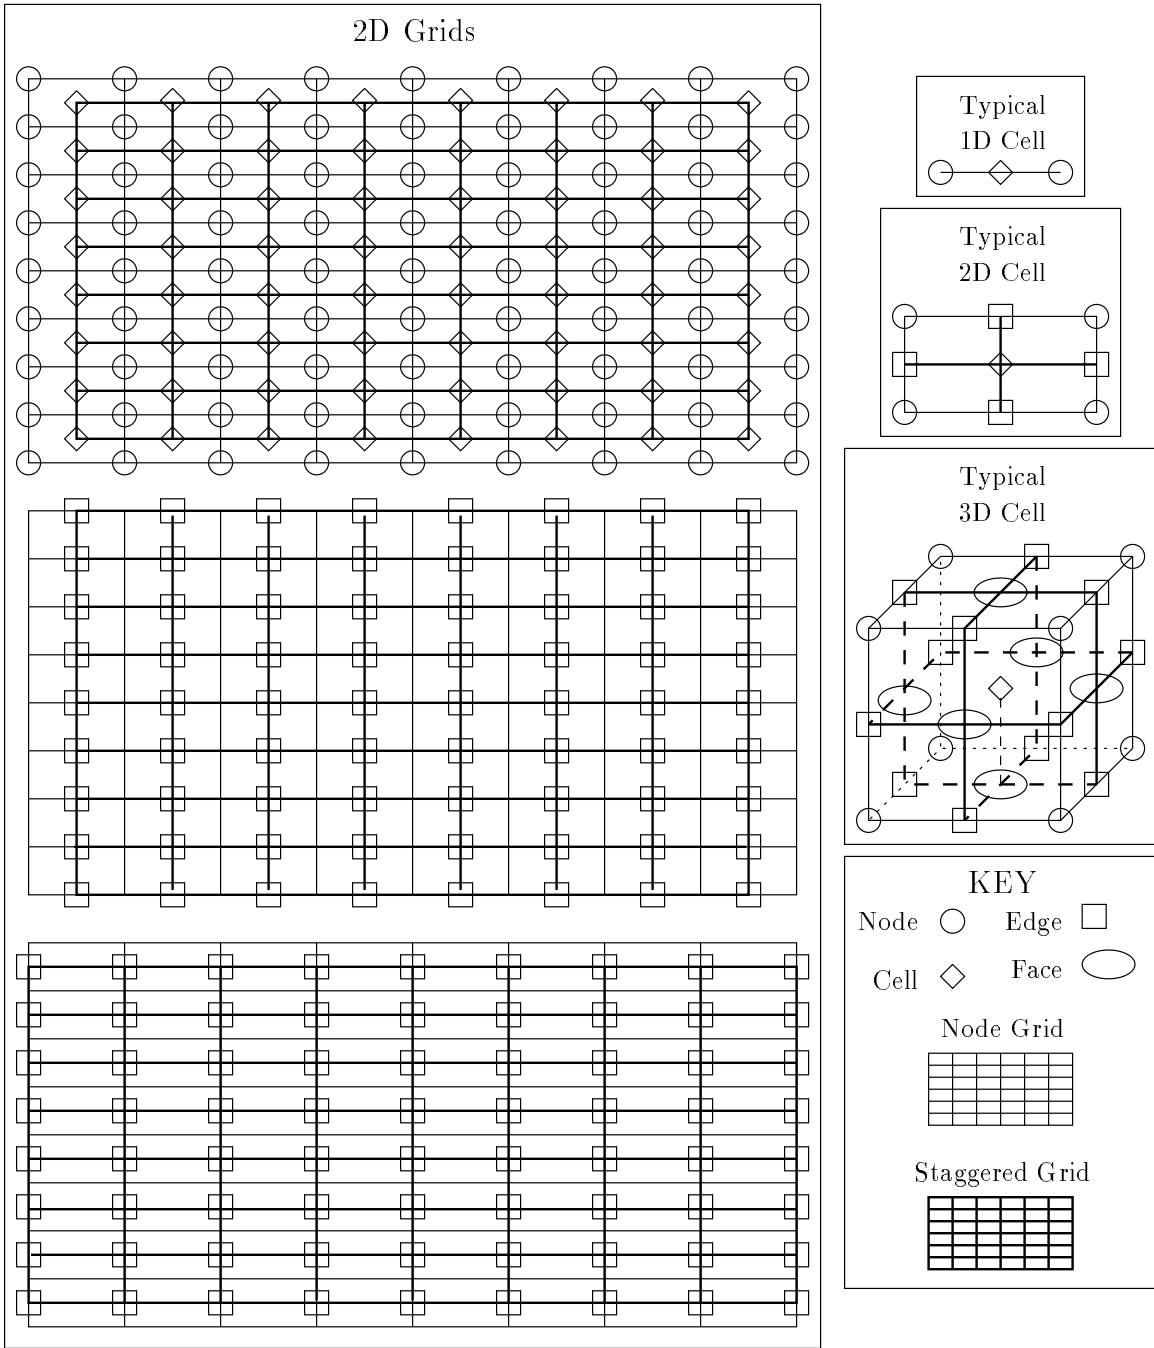 2D Grids
Typical
1D Cell
Typical
2D Cell
Typical
3D Cell
KEY
Node
Edge
Cell
Face
Node Grid
Staggered Grid